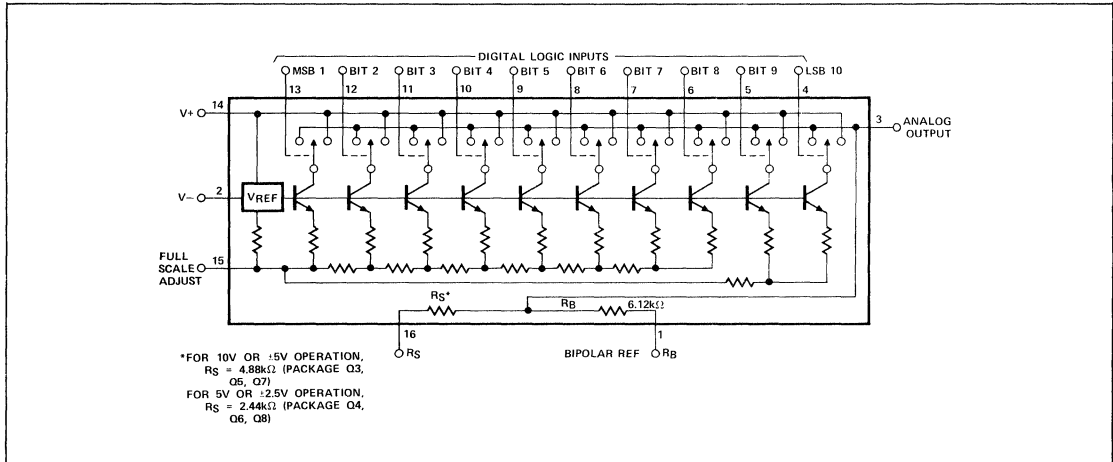 DIGITAL LOGIC INPUTS
MSB 1 BIT 2 BIT 3 BIT 4 BIT 5 BIT 6 BIT 7 BIT 8 BIT 9 LSB 10
13 12 11 10 9 8 7 6 5 4
V+ 14
3 ANALOG
OUTPUT
V− 2
VREF
FULL
SCALE
ADJUST
15
RS*
RB 6.12kΩ
16 1
RS BIPOLAR REF RB
*FOR 10V OR ±5V OPERATION,
RS = 4.88kΩ (PACKAGE Q3,
Q5, Q7)
FOR 5V OR ±2.5V OPERATION,
RS = 2.44kΩ (PACKAGE Q4,
Q6, Q8)